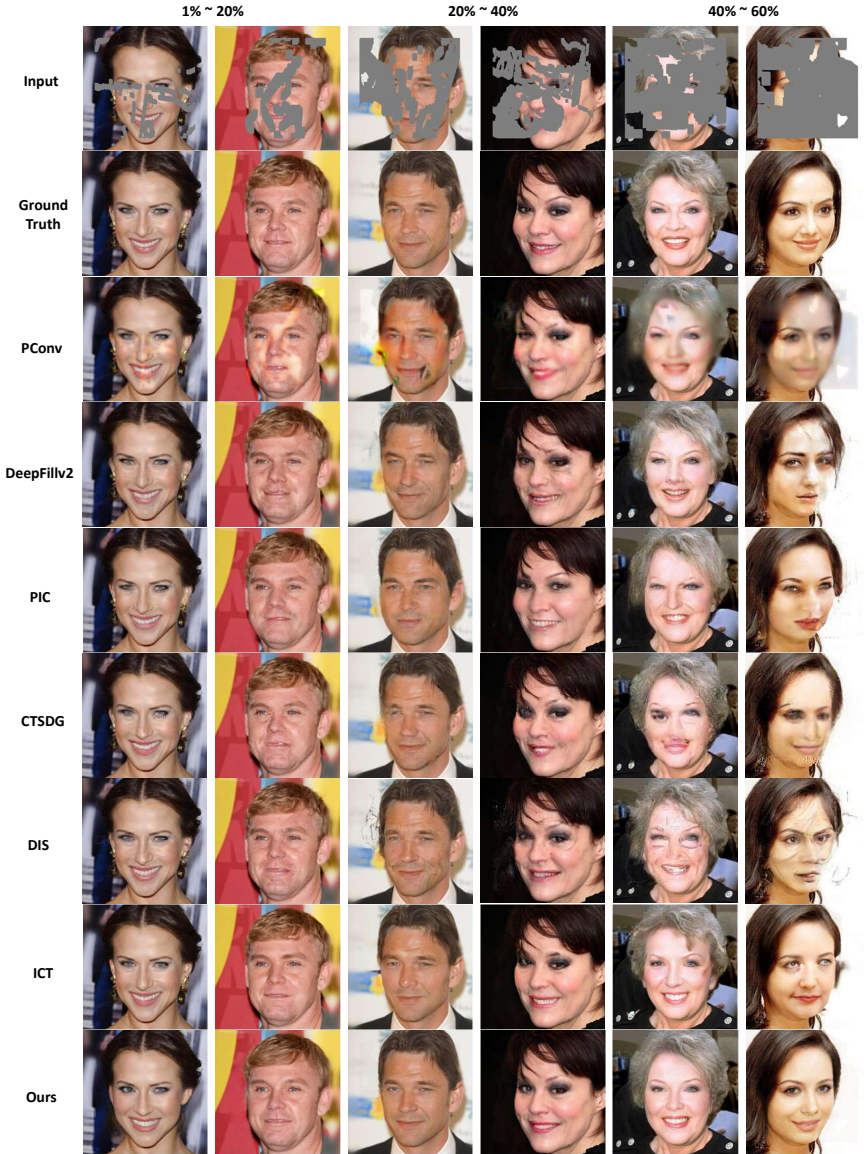 1% ~ 20%
20% ~ 40%
40% ~ 60%
Input
Ground
Truth
PConv
DeepFillv2
PIC
CTSDG
DIS
ICT
Ours